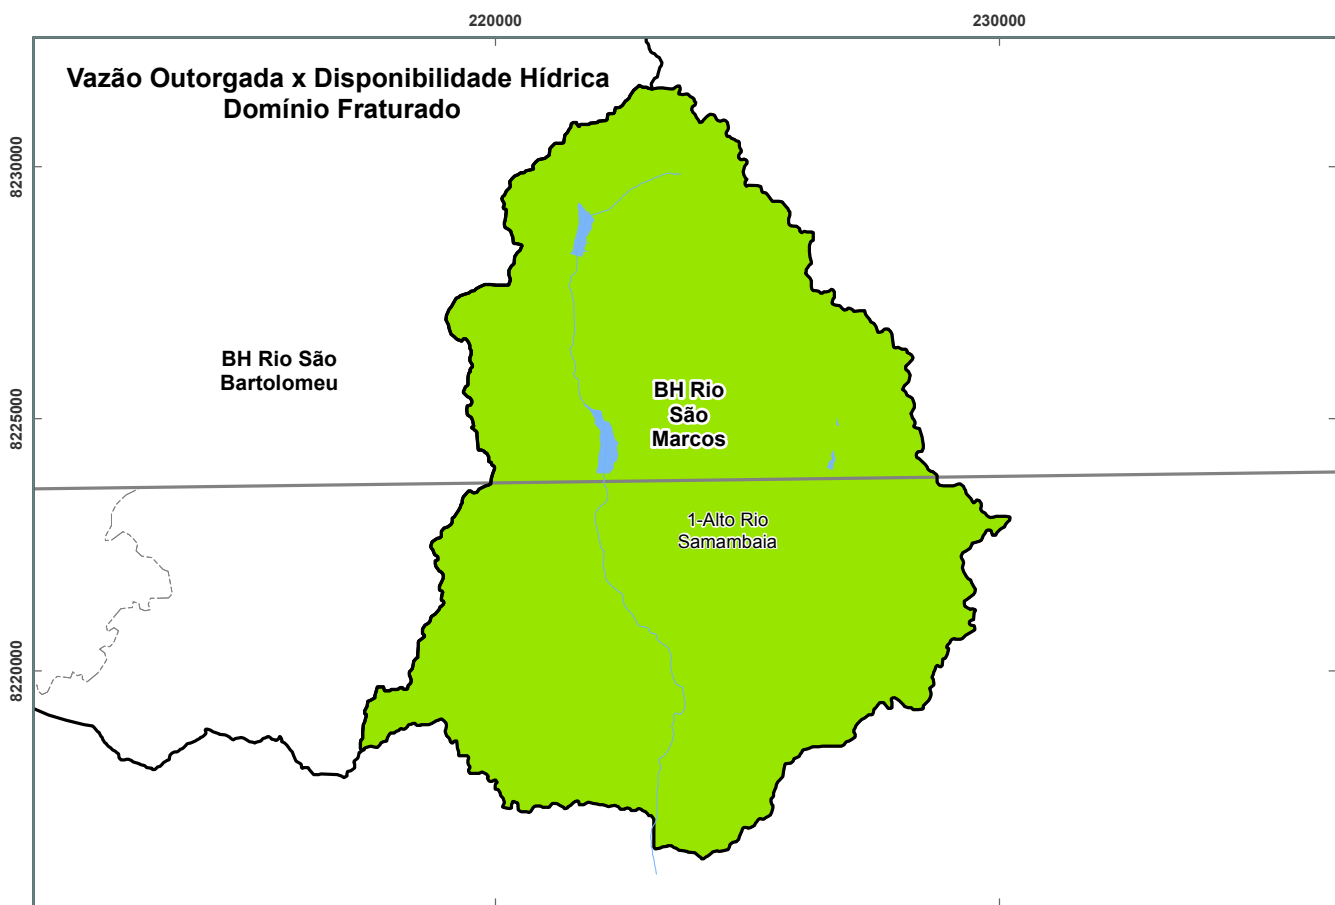 220000
230000
Vazão Outorgada x Disponibilidade Hídrica
Domínio Fraturado
8230000
BH Rio São
Bartolomeu
BH Rio
São
Marcos
8225000
1-Alto Rio
Samambaia
8220000